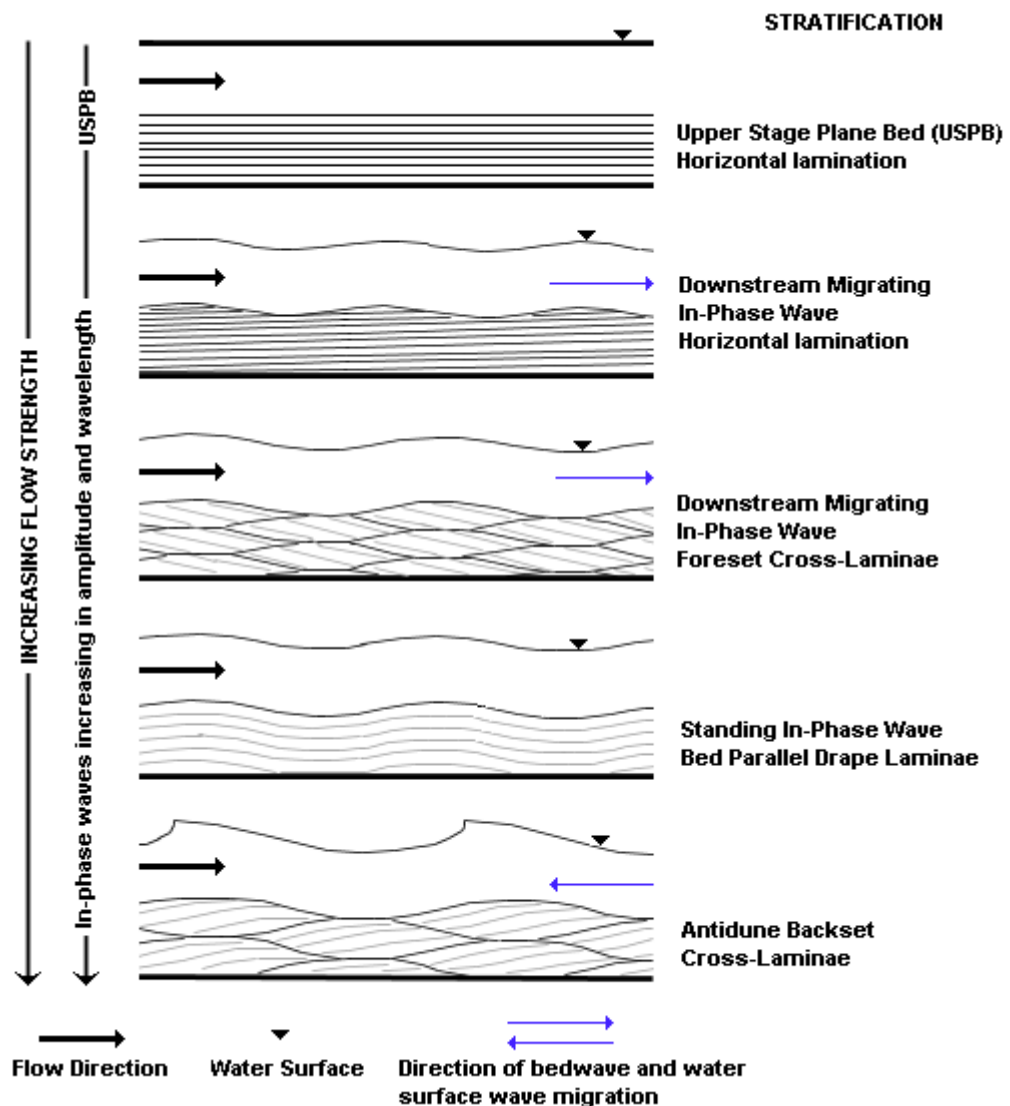 STRATIFICATION
INCREASING FLOW STRENGTH
USPB
In-phase waves increasing in amplitude and wavelength
Upper Stage Plane Bed (USPB)
Horizontal lamination
Downstream Migrating
In-Phase Wave
Horizontal lamination
Downstream Migrating
In-Phase Wave
Foreset Cross-Laminae
Standing In-Phase Wave
Bed Parallel Drape Laminae
Antidune Backset
Cross-Laminae
Flow Direction
Water Surface
Direction of bedwave and water
surface wave migration